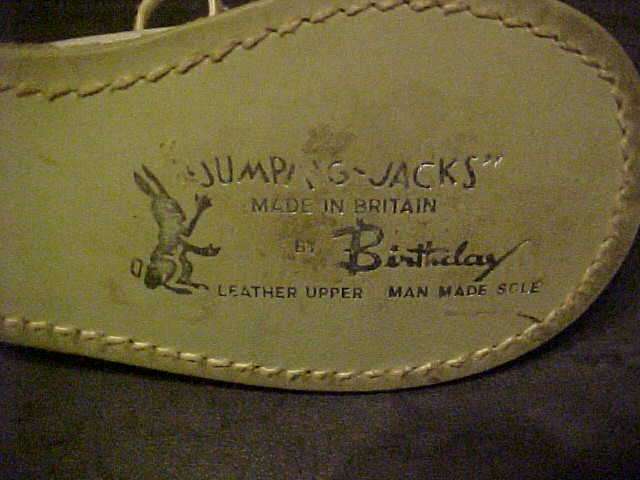 "JUMPING-JACKS"
MADE IN BRITAIN
BY Birthday
LEATHER UPPER MAN MADE SOLE